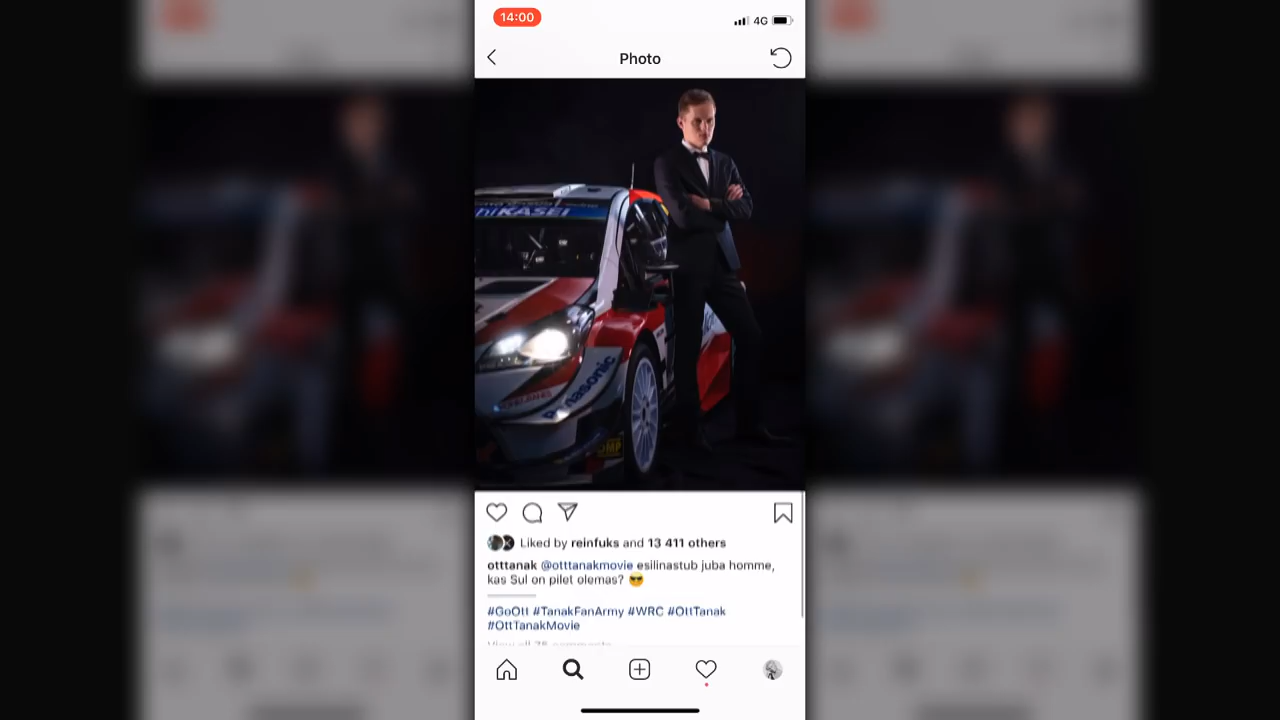 14:00
4G
Photo
KASEI
Panasonic
OMP
Liked by reinfuks and 13 411 others
otttanak @otttanakmovie esilinastub juba homme,
kas Sul on pilet olemas? 😎
#GoOtt #TanakFanArmy #WRC #OttTanak
#OttTanakMovie